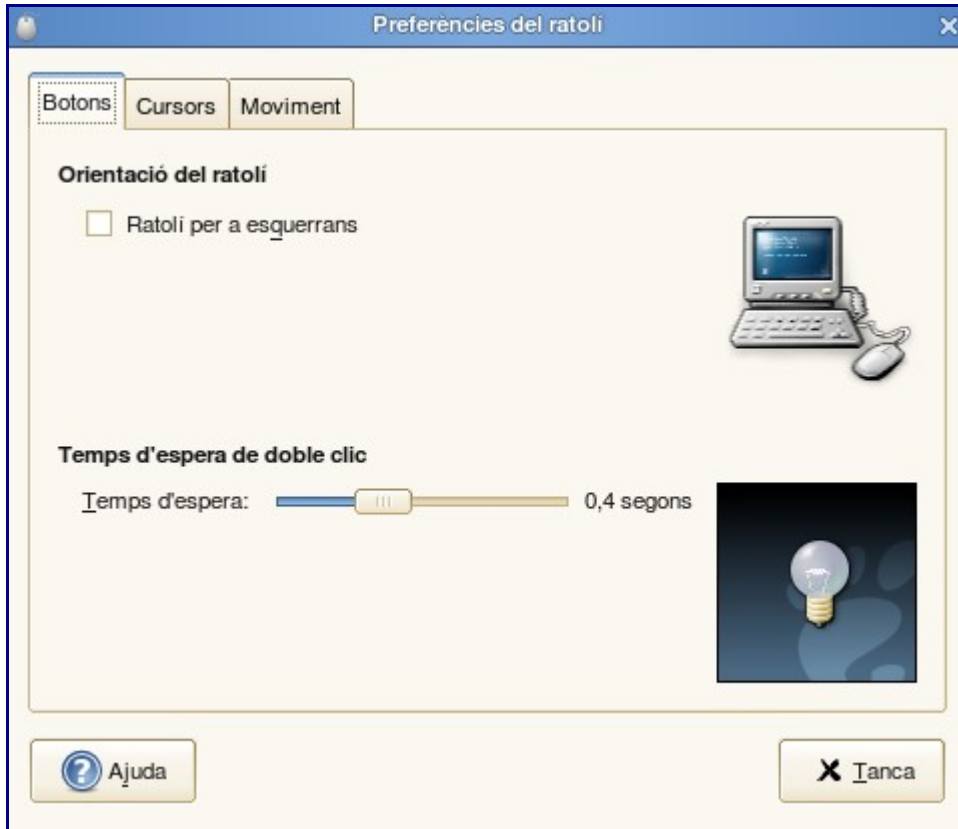 Preferències del ratolí
Botons Cursors Moviment
Orientació del ratolí
Ratolí per a esquerrans
Temps d'espera de doble clic
Temps d'espera: 0,4 segons
Ajuda Tanca